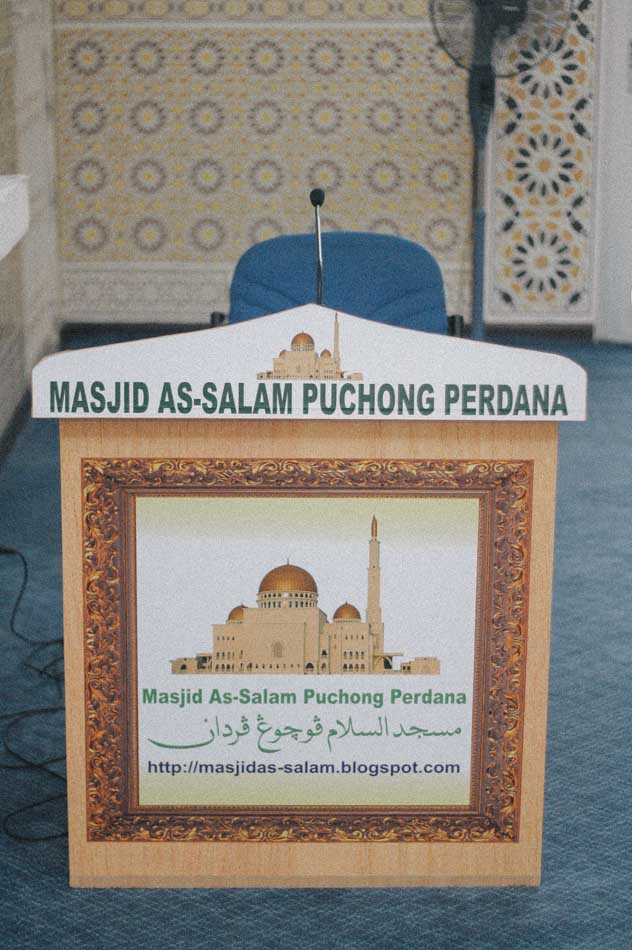 MASJID AS-SALAM PUCHONG PERDANA
Masjid As-Salam Puchong Perdana
مسجد السلام ڤوچوڠ ڤردان
http://masjidas-salam.blogspot.com